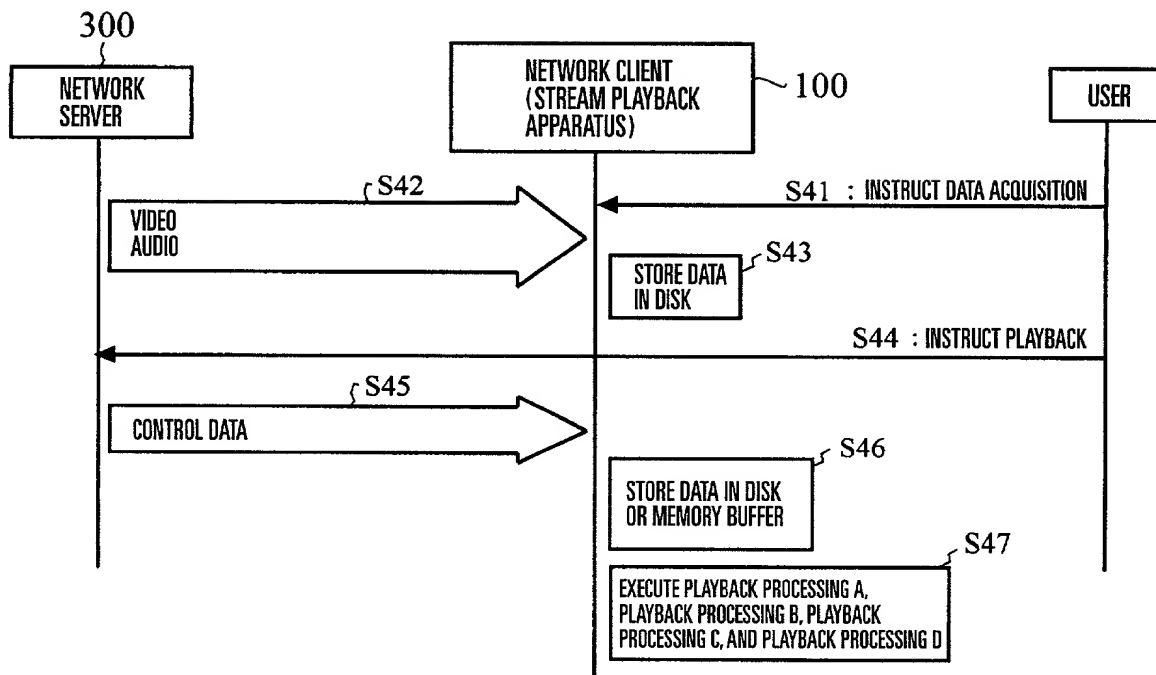 300
NETWORK
SERVER
NETWORK CLIENT
(STREAM PLAYBACK
APPARATUS)
100
USER
S42
VIDEO
AUDIO
S41 : INSTRUCT DATA ACQUISITION
S43
STORE DATA
IN DISK
S44 : INSTRUCT PLAYBACK
S45
CONTROL DATA
S46
STORE DATA IN DISK
OR MEMORY BUFFER
S47
EXECUTE PLAYBACK PROCESSING A,
PLAYBACK PROCESSING B, PLAYBACK
PROCESSING C, AND PLAYBACK PROCESSING D